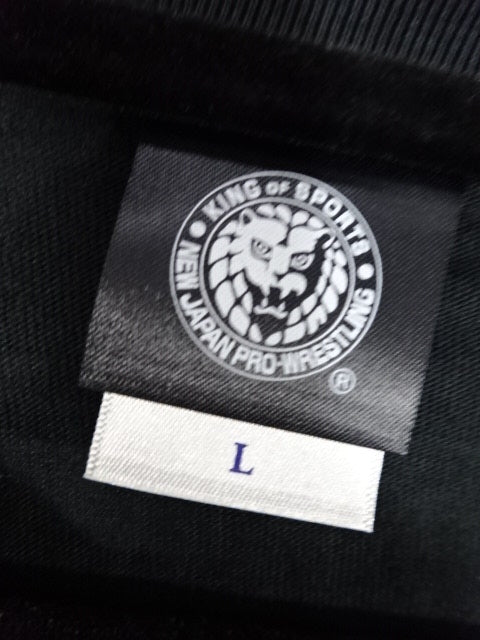 KING OF SPORTS
NEW JAPAN PRO-WRESTLING
®
L